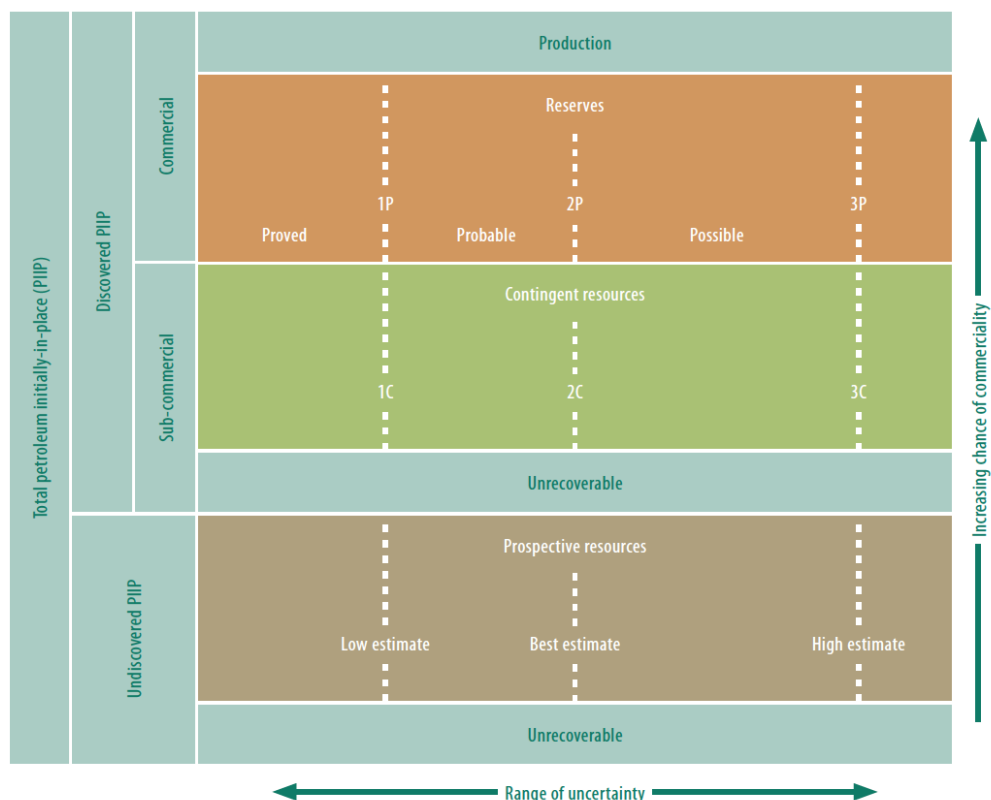 Total petroleum initially-in-place (PIIP)
Discovered PIIP
Commercial
Production
Reserves
1P
2P
3P
Proved
Probable
Possible
Sub-commercial
Contingent resources
1C
2C
3C
Unrecoverable
Undiscovered PIIP
Prospective resources
Low estimate
Best estimate
High estimate
Unrecoverable
Increasing chance of commerciality
Range of uncertainty